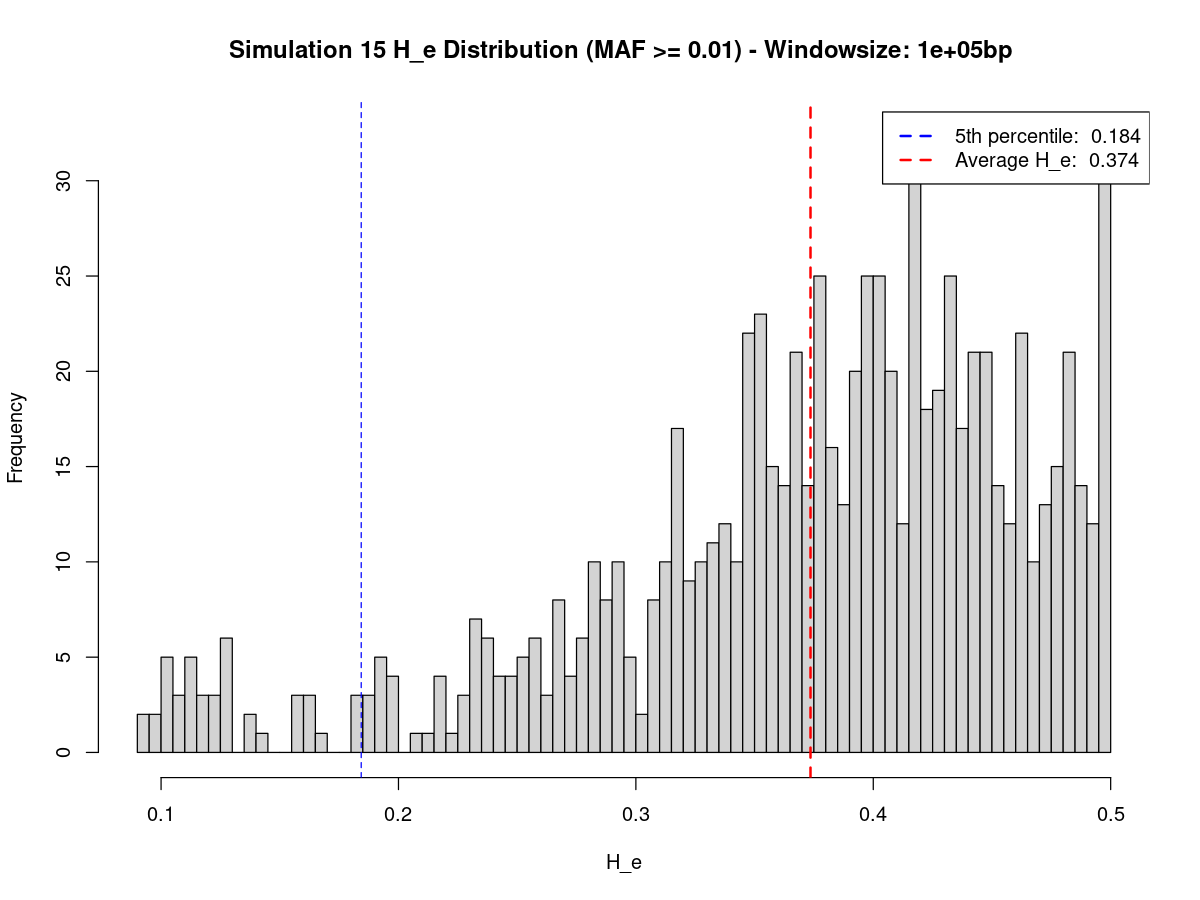 Simulation 15 H_e Distribution (MAF >= 0.01) - Windowsize: 1e+05bp
5th percentile:  0.184
Average H_e:  0.374
Frequency
30
25
20
15
10
5
0
0.1 0.2 0.3 0.4 0.5
H_e